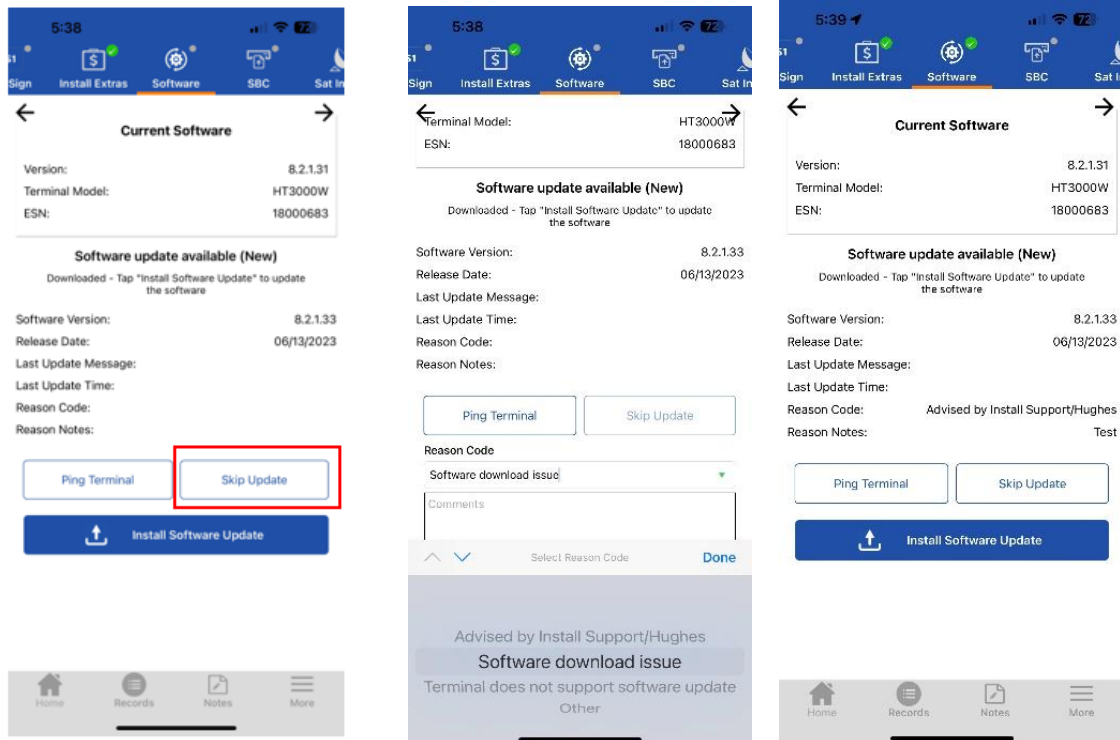 5:38
72
51
Sign
Install Extras
Software
SBC
Sat In
Current Software
Version: 8.2.1.31
Terminal Model: HT3000W
ESN: 18000683
Software update available (New)
Downloaded - Tap "Install Software Update" to update
the software
Software Version: 8.2.1.33
Release Date: 06/13/2023
Last Update Message:
Last Update Time:
Reason Code:
Reason Notes:
Ping Terminal
Skip Update
Install Software Update
Home
Records
Notes
More
5:38
72
51
Sign
Install Extras
Software
SBC
Sat In
Terminal Model: HT3000W
ESN: 18000683
Software update available (New)
Downloaded - Tap "Install Software Update" to update
the software
Software Version: 8.2.1.33
Release Date: 06/13/2023
Last Update Message:
Last Update Time:
Reason Code:
Reason Notes:
Ping Terminal
Skip Update
Reason Code
Software download issue
Comments
Select Reason Code
Done
Advised by Install Support/Hughes
Software download issue
Terminal does not support software update
Other
5:39
72
51
Sign
Install Extras
Software
SBC
Sat I
Current Software
Version: 8.2.1.31
Terminal Model: HT3000W
ESN: 18000683
Software update available (New)
Downloaded - Tap "Install Software Update" to update
the software
Software Version: 8.2.1.33
Release Date: 06/13/2023
Last Update Message:
Last Update Time:
Reason Code: Advised by Install Support/Hughes
Reason Notes: Test
Ping Terminal
Skip Update
Install Software Update
Home
Records
Notes
More